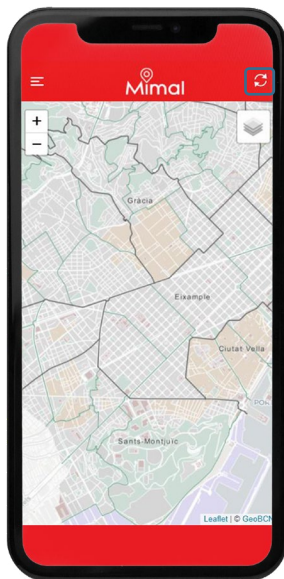 Mimal
+
−
Gràcia
Eixample
Ciutat Vella
Sants-Montjuïc
Leaflet | © GeoBCN